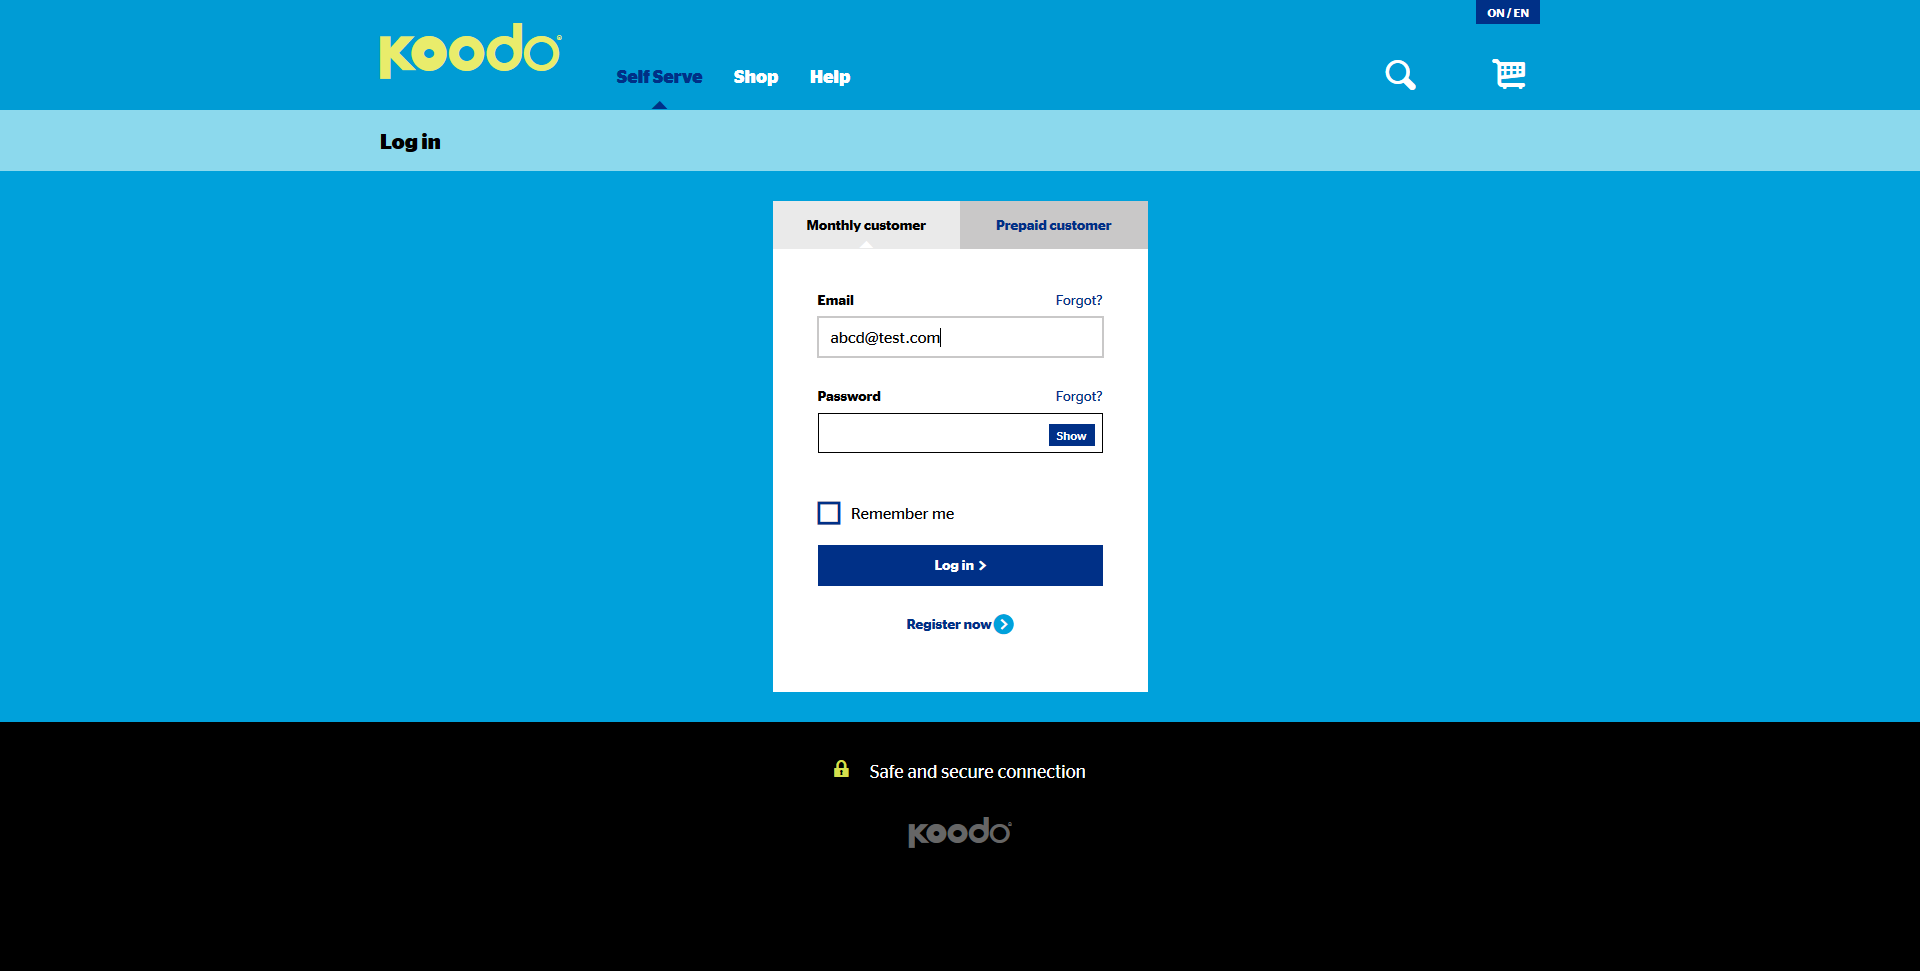 ON / EN
Koodo
Self Serve
Shop
Help
Log in
Monthly customer
Prepaid customer
Email
Forgot?
abcd@test.com
Password
Forgot?
Show
Remember me
Log in >
Register now
Safe and secure connection
Koodo